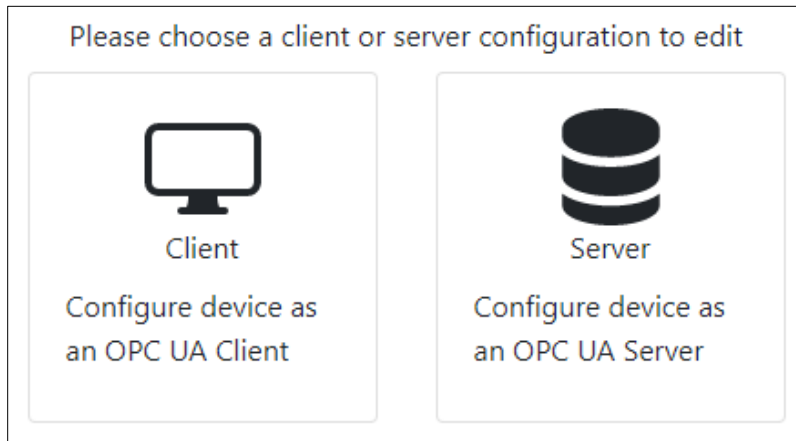 Please choose a client or server configuration to edit
Client
Configure device as
an OPC UA Client
Server
Configure device as
an OPC UA Server